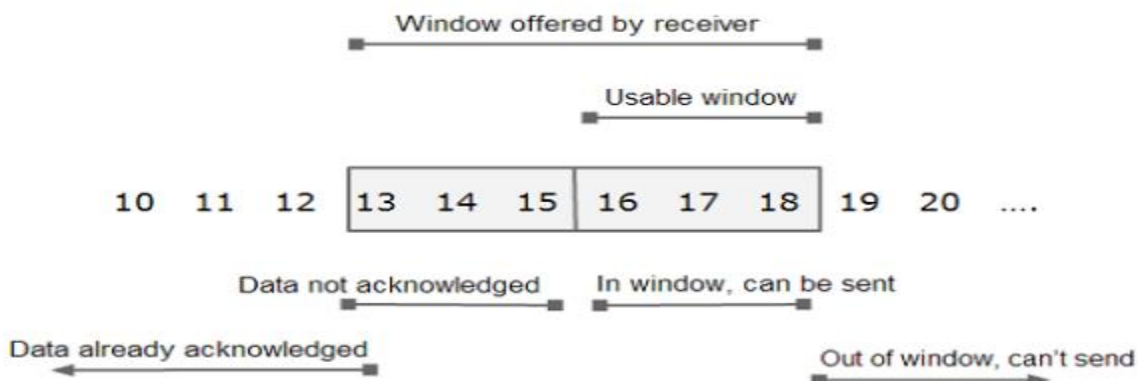 Window offered by receiver
Usable window
10 11 12 13 14 15 16 17 18 19 20 ....
Data not acknowledged In window, can be sent
Data already acknowledged Out of window, can't send